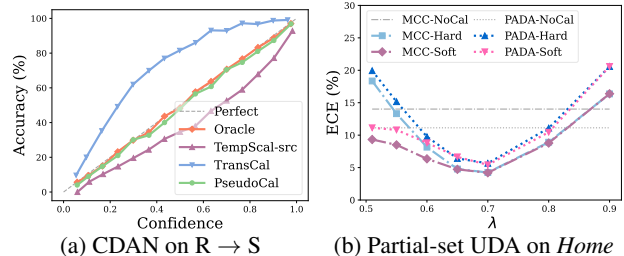 100
80
60
40
20
0
Accuracy (%)
0.0
0.2
0.4
0.6
0.8
1.0
Confidence
Perfect
Oracle
TempScal-src
TransCal
PseudoCal
(a) CDAN on R → S
MCC-NoCal
MCC-Hard
MCC-Soft
PADA-NoCal
PADA-Hard
PADA-Soft
30
25
20
15
10
5
0
ECE (%)
0.5
0.6
0.7
0.8
0.9
λ
(b) Partial-set UDA on Home